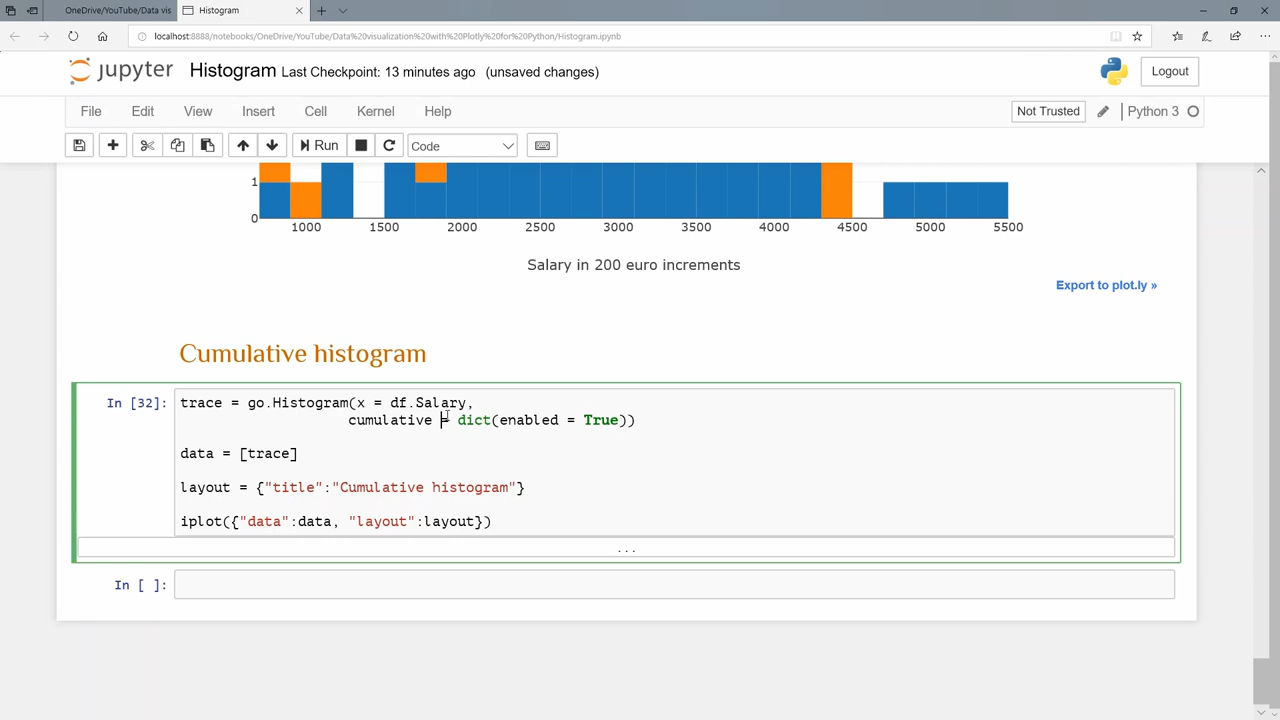 OneDrive/YouTube/Data vis
Histogram
localhost:8888/notebooks/OneDrive/YouTube/Data%20visualization%20with%20Plotly%20for%20Python/Histogram.ipynb
jupyter Histogram Last Checkpoint: 13 minutes ago (unsaved changes)
Logout
File Edit View Insert Cell Kernel Help
Not Trusted Python 3
Run Code
1
0
1000 1500 2000 2500 3000 3500 4000 4500 5000 5500
Salary in 200 euro increments
Export to plot.ly »
Cumulative histogram
In [32]: trace = go.Histogram(x = df.Salary,
cumulative = dict(enabled = True))
data = [trace]
layout = {"title":"Cumulative histogram"}
iplot({"data":data, "layout":layout})
...
In [ ]: